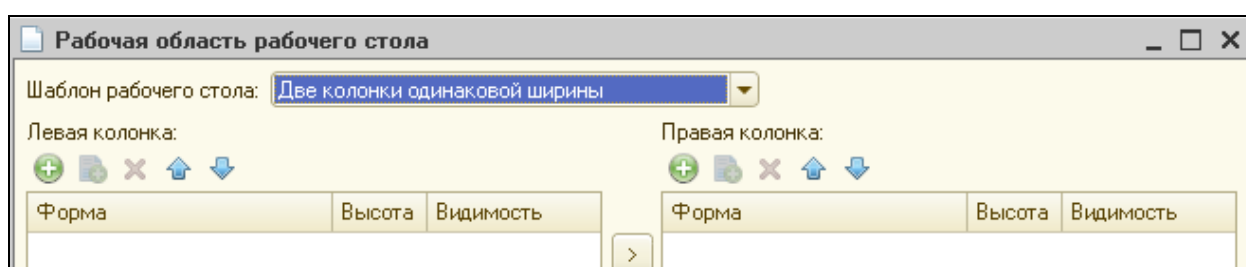 Рабочая область рабочего стола
Шаблон рабочего стола: Две колонки одинаковой ширины
Левая колонка: Правая колонка:
Форма Высота Видимость Форма Высота Видимость
>